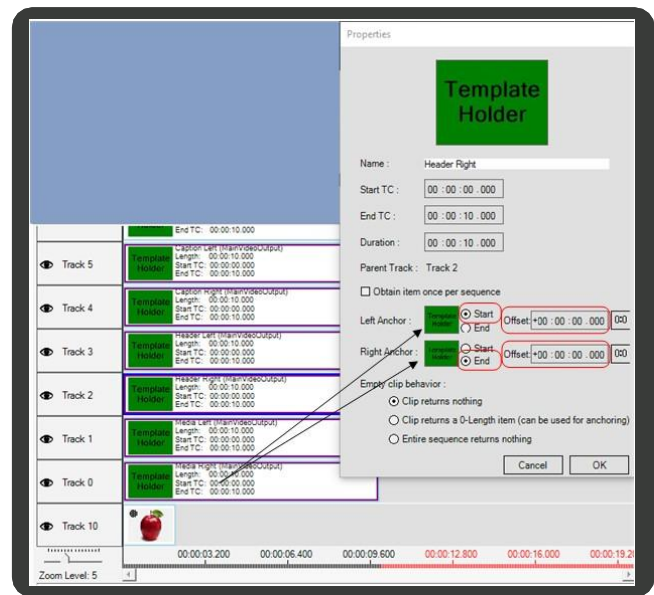 Properties
Template
Holder
Name :
Header Right
Start TC :
00 : 00 : 00 . 000
End TC :
00 : 00 : 10 . 000
Duration :
00 : 00 : 10 . 000
Parent Track : Track 2
Obtain item once per sequence
Left Anchor :
Start
End
Offset: +00 : 00 : 00 . 000
Right Anchor :
Start
End
Offset: +00 : 00 : 00 . 000
Empty clip behavior :
Clip returns nothing
Clip returns a 0-Length item (can be used for anchoring)
Entire sequence returns nothing
Cancel
OK
End TC: 00:00:10.000
Track 5
Template
Holder
Caption Left (MainVideoOutput)
Length: 00:00:10.000
Start TC: 00:00:00.000
End TC: 00:00:10.000
Track 4
Template
Holder
Caption Right (MainVideoOutput)
Length: 00:00:10.000
Start TC: 00:00:00.000
End TC: 00:00:10.000
Track 3
Template
Holder
Header Left (MainVideoOutput)
Length: 00:00:10.000
Start TC: 00:00:00.000
End TC: 00:00:10.000
Track 2
Template
Holder
Header Right (MainVideoOutput)
Length: 00:00:10.000
Start TC: 00:00:00.000
End TC: 00:00:10.000
Track 1
Template
Holder
Media Left (MainVideoOutput)
Length: 00:00:10.000
Start TC: 00:00:00.000
End TC: 00:00:10.000
Track 0
Template
Holder
Media Right (MainVideoOutput)
Length: 00:00:10.000
Start TC: 00:00:00.000
End TC: 00:00:10.000
Track 10
00:00:03.200 00:00:06.400 00:00:09.600 00:00:12.800 00:00:16.000 00:00:19.20
Zoom Level: 5